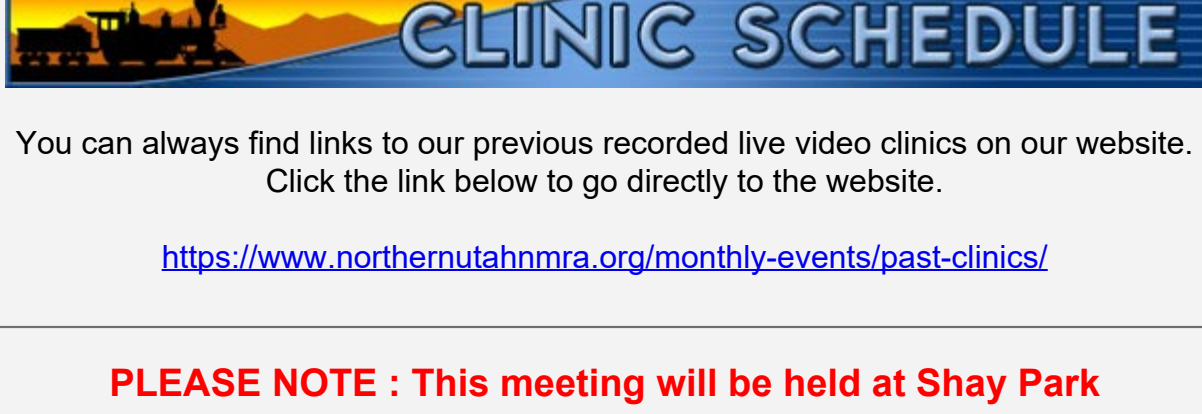 CLINIC SCHEDULE
You can always find links to our previous recorded live video clinics on our website.
Click the link below to go directly to the website.
https://www.northernutahnmra.org/monthly-events/past-clinics/
PLEASE NOTE : This meeting will be held at Shay Park